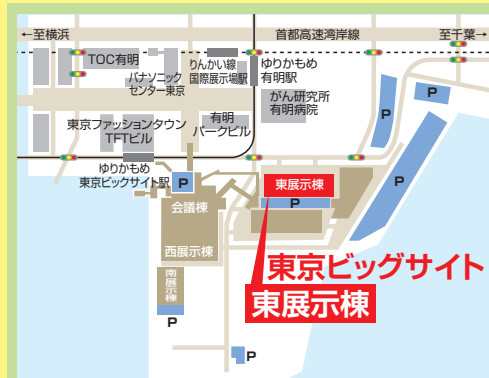 ←至横浜
首都高速湾岸線
至千葉→
TOC有明
りんかい線
国際展示場駅
ゆりかもめ
有明駅
パナソニック
センター東京
がん研究所
有明病院
P
P
東京ファッションタウン
TFTビル
有明
パークビル
ゆりかもめ
東京ビックサイト駅
P
P
東展示棟
P
会議棟
西展示棟
南展示棟
P
東京ビッグサイト
東展示棟
P